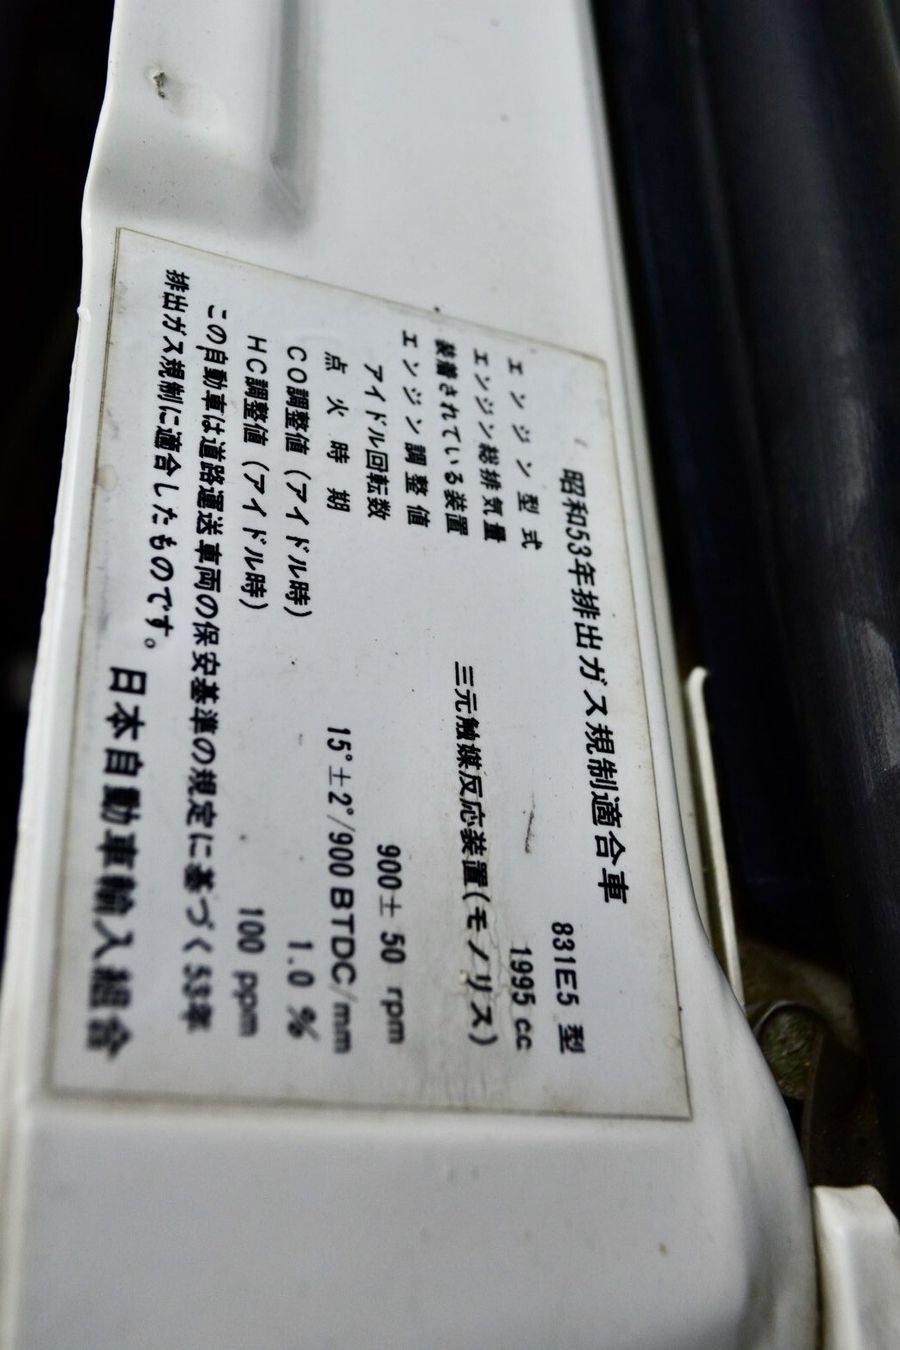 昭和53年排出ガス規制適合車
エンジン型式 831E5 型
エンジン総排気量 1995 c.c
装着されている装置 三元触媒反応装置(モノリス)
エンジン調整値
アイドル回転数 900± 50 rpm
点火時期 15°±2°/900 BTDC/mm
CO調整値(アイドル時) 1.0 %
HC調整値(アイドル時) 100 ppm
この自動車は道路運送車両の保安基準の規定に基づく53年
排出ガス規制に適合したものです。
日本自動車輸入組合